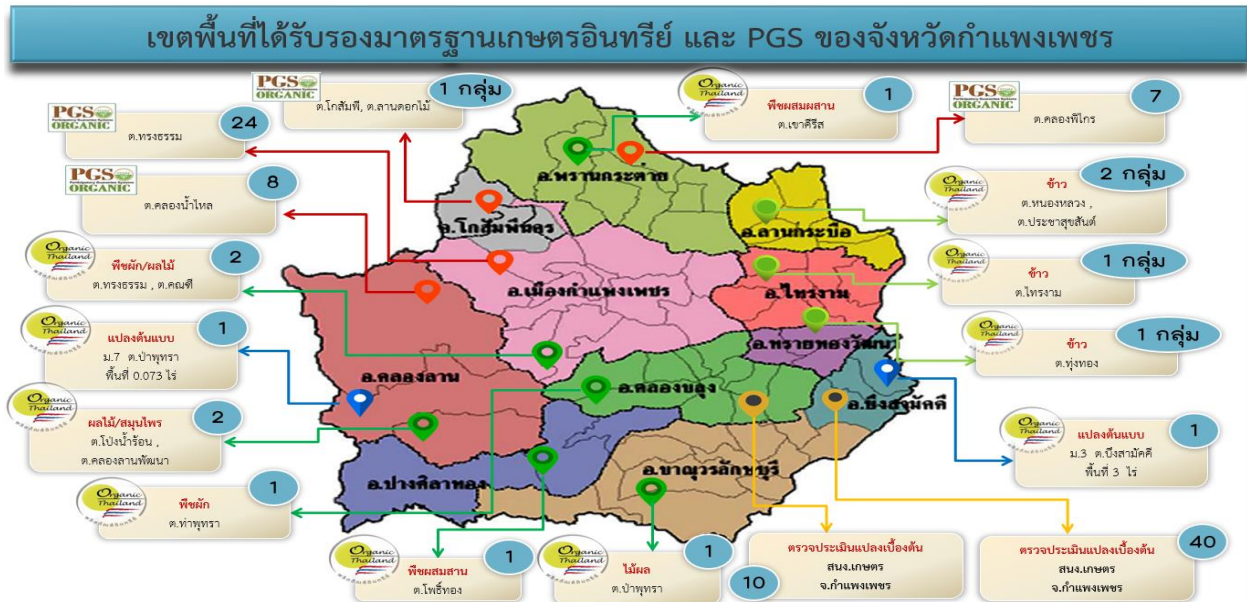 เขตพื้นที่ได้รับรองมาตรฐานเกษตรอินทรีย์ และ PGS ของจังหวัดกำแพงเพชร
PGS
ORGANIC
1 กลุ่ม
ต.โกสัมพี, ต.ลานดอกไม้
PGS
ORGANIC
24
ต.ทรงธรรม
PGS
ORGANIC
8
ต.คลองน้ำไหล
Organic
Thailand
พืชผัก/ผลไม้
2
ต.ทรงธรรม , ต.คณฑี
Organic
Thailand
แปลงต้นแบบ
1
ม.7 ต.ป่าพุทรา
พื้นที่ 0.073 ไร่
Organic
Thailand
ผลไม้/สมุนไพร
2
ต.โป่งน้ำร้อน ,
ต.คลองลานพัฒนา
Organic
Thailand
พืชผัก
1
ต.ท่าพุทรา
Organic
Thailand
พืชผสมผสาน
1
ต.เขาคีริส
PGS
ORGANIC
7
ต.คลองพิไกร
Organic
Thailand
ข้าว
2 กลุ่ม
ต.หนองหลวง ,
ต.ประชาสุขสันต์
Organic
Thailand
ข้าว
1 กลุ่ม
ต.ไทรงาม
Organic
Thailand
ข้าว
1 กลุ่ม
ต.ทุ่งทอง
Organic
Thailand
แปลงต้นแบบ
1
ม.3 ต.บึงสามัคคี
พื้นที่ 3 ไร่
อ.พรานกระต่าย
อ.โกสัมพีนคร
อ.ลานกระบือ
อ.เมืองกำแพงเพชร
อ.ไทรงาม
อ.ทรายทองวัฒนา
อ.คลองลาน
อ.คลองขลุง
อ.บึงสามัคคี
อ.ปางศิลาทอง
อ.ขาณุวรลักษบุรี
Organic
Thailand
พืชผสมสาน
1
ต.โพธิ์ทอง
Organic
Thailand
ไม้ผล
1
ต.ป่าพุทรา
ตรวจประเมินแปลงเบื้องต้น
สนง.เกษตร
จ.กำแพงเพชร
10
ตรวจประเมินแปลงเบื้องต้น
สนง.เกษตร
จ.กำแพงเพชร
40